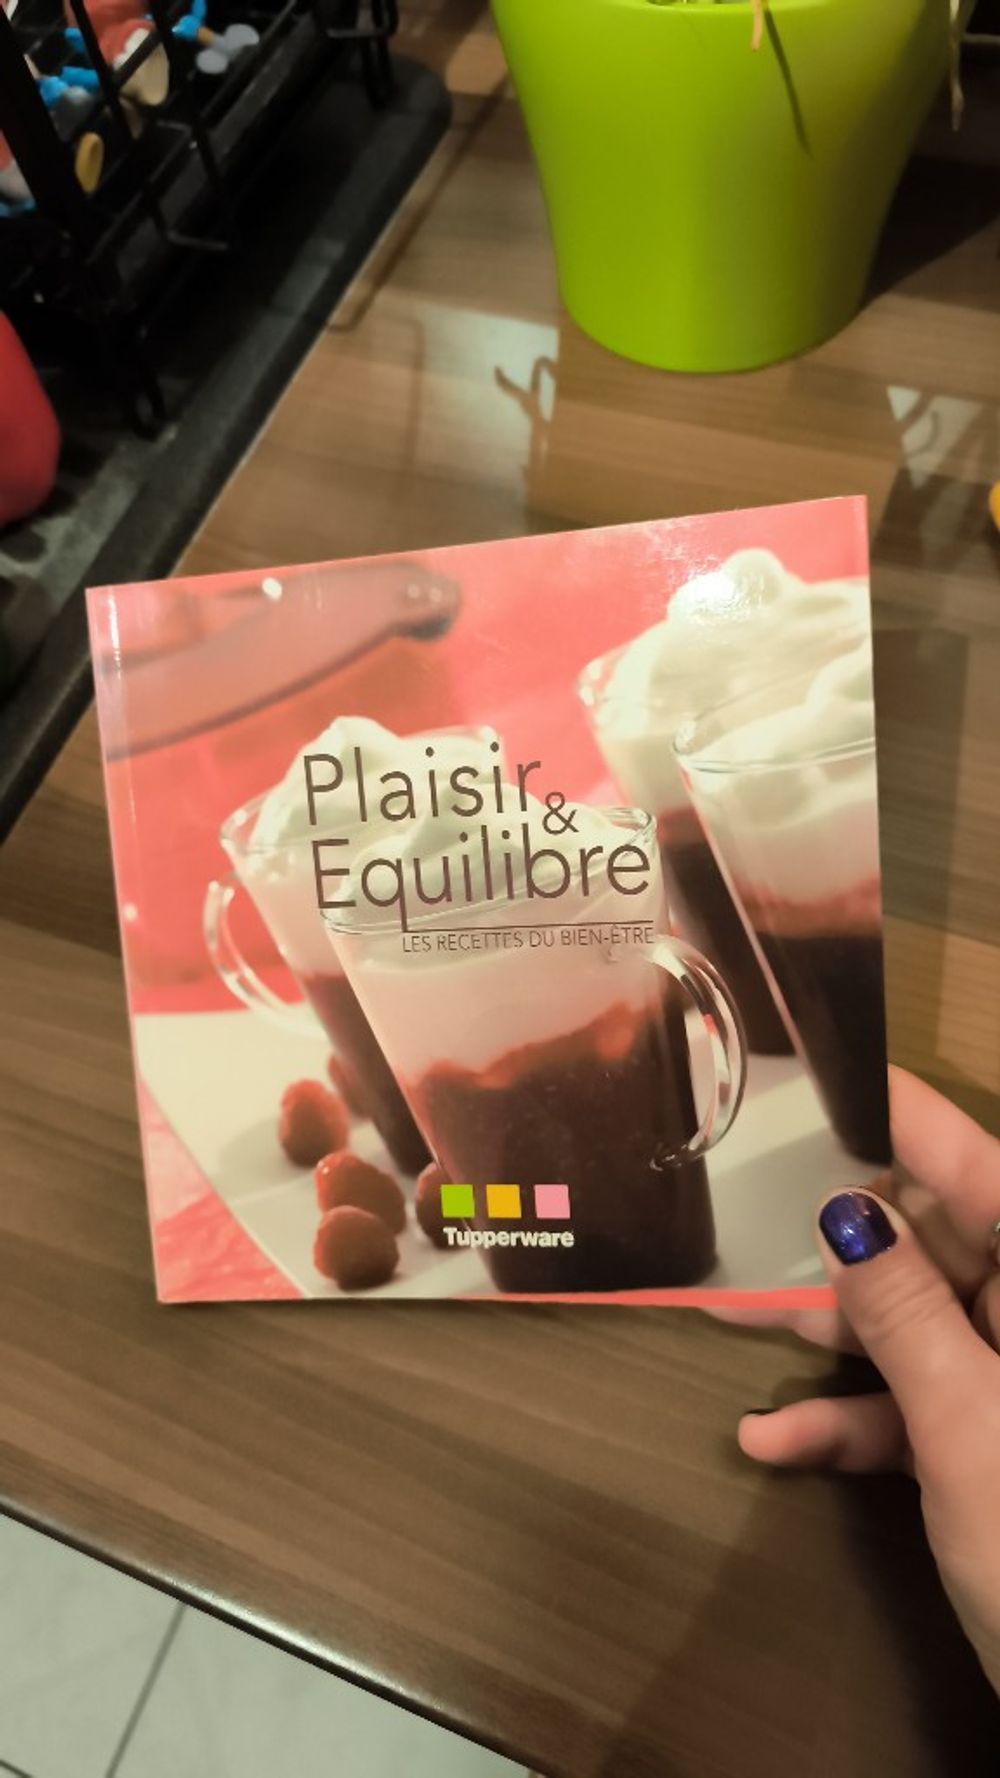 Plaisir
&
Equilibre
LES RECETTES DU BIEN-ÊTRE
Tupperware